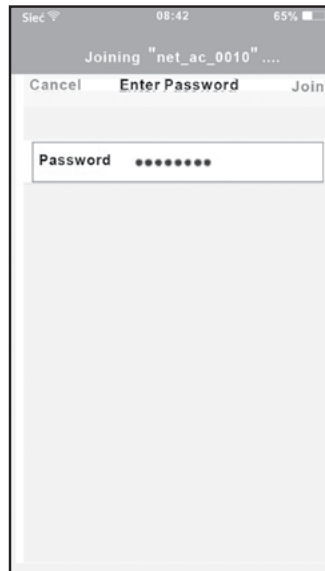 Sieć 08:42 65%
Joining "net_ac_0010" ....
Cancel Enter Password Join
Password ●●●●●●●●